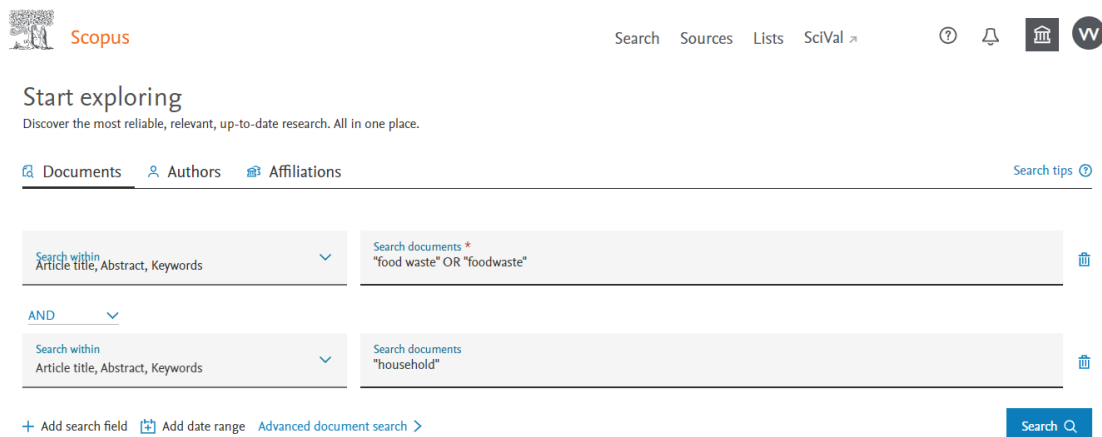 Scopus
Search Sources Lists SciVal
Start exploring
Discover the most reliable, relevant, up-to-date research. All in one place.
Documents Authors Affiliations Search tips
Search within
Article title, Abstract, Keywords
Search documents *
"food waste" OR "foodwaste"
AND
Search within
Article title, Abstract, Keywords
Search documents
"household"
Add search field Add date range Advanced document search
Search